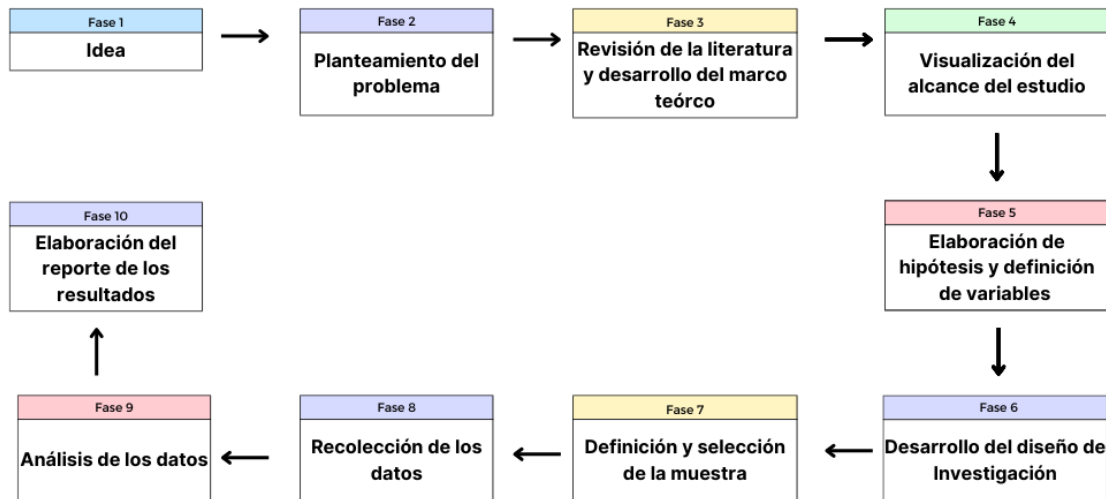 Fase 1
Idea
Fase 2
Planteamiento del
problema
Fase 3
Revisión de la literatura
y desarrollo del marco
teórco
Fase 4
Visualización del
alcance del estudio
Fase 5
Elaboración de
hipótesis y definición
de variables
Fase 6
Desarrollo del diseño de
Investigación
Fase 7
Definición y selección
de la muestra
Fase 8
Recolección de los
datos
Fase 9
Análisis de los datos
Fase 10
Elaboración del
reporte de los
resultados